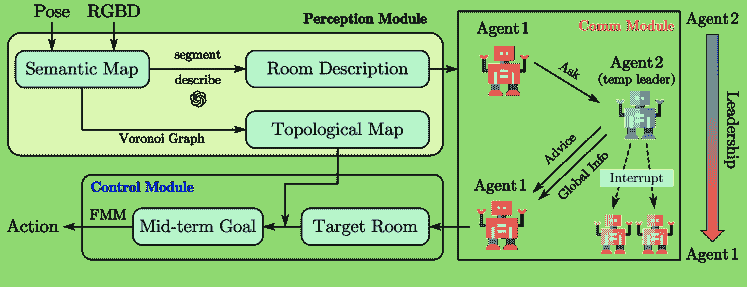 Pose
RGBD
Perception Module
Semantic Map
segment
describe
Room Description
Voronoi Graph
Topological Map
Control Module
Action
FMM
Mid-term Goal
Target Room
Comm Module
Agent 1
Ask
Agent 2
(temp leader)
Advice
Global Info
Interrupt
Agent 1
Agent 2
Leadership
Agent 1